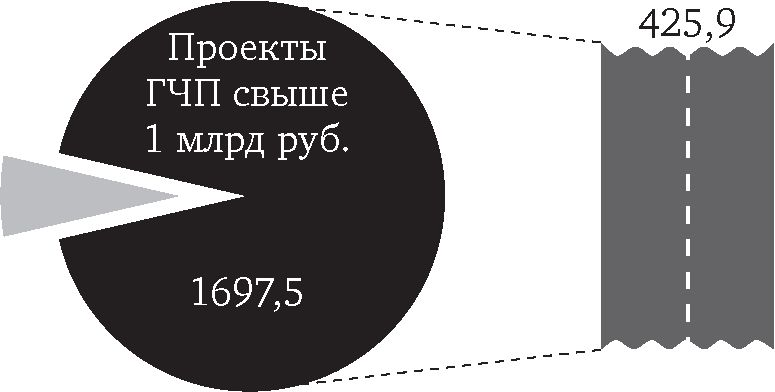 Проекты
ГЧП свыше
1 млрд руб.
1697,5
425,9